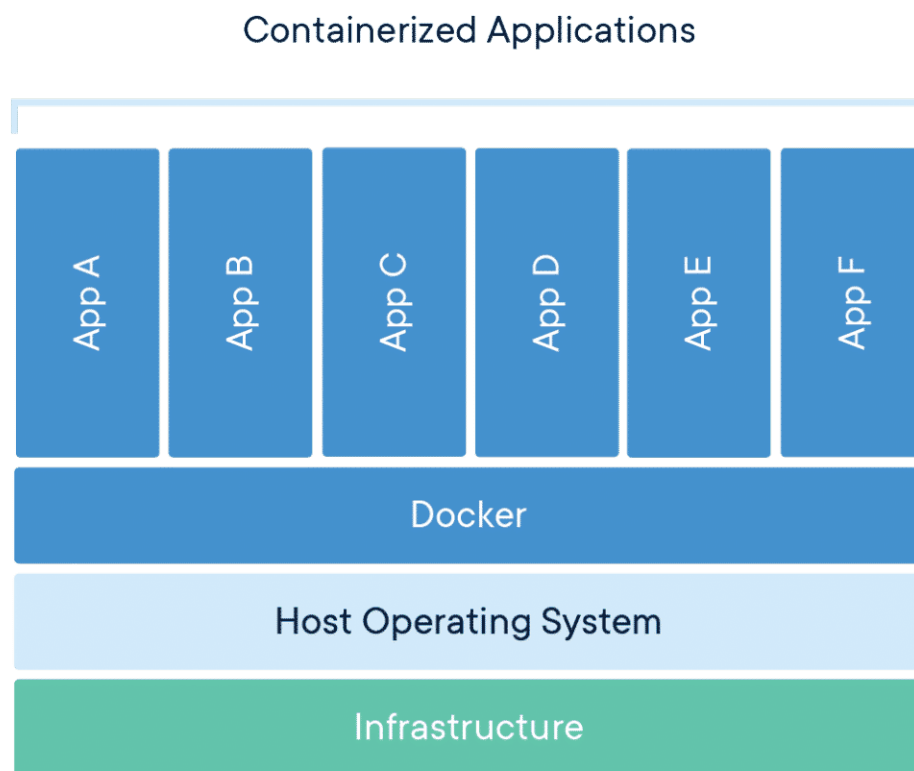 Containerized Applications
App A
App B
App C
App D
App E
App F
Docker
Host Operating System
Infrastructure